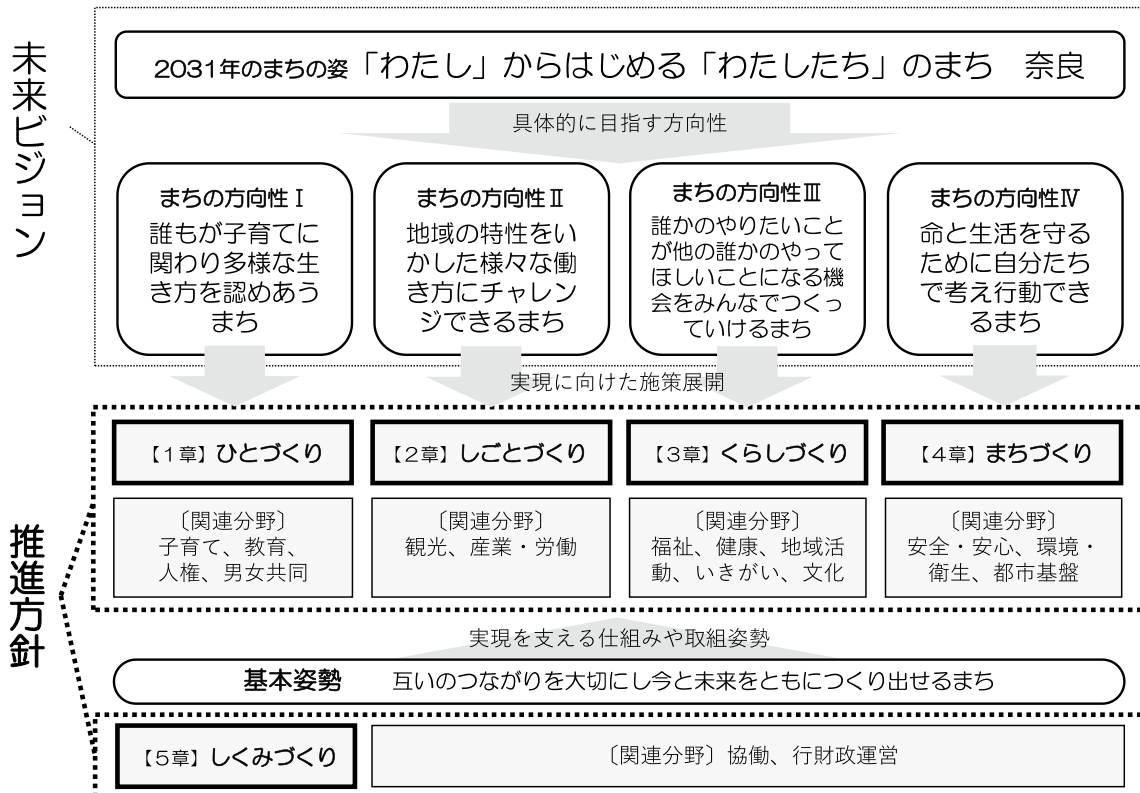 未来ビジョン
2031年のまちの姿「わたし」からはじめる「わたしたち」のまち　奈良
具体的に目指す方向性
まちの方向性Ⅰ
誰もが子育てに
関わり多様な生
き方を認めあう
まち
まちの方向性Ⅱ
地域の特性をい
かした様々な働
き方にチャレン
ジできるまち
まちの方向性Ⅲ
誰かのやりたいこと
が他の誰かのやって
ほしいことになる機
会をみんなでつくっ
ていけるまち
まちの方向性Ⅳ
命と生活を守る
ために自分たち
で考え行動でき
るまち
実現に向けた施策展開
推進方針
【1章】ひとづくり
〔関連分野〕
子育て、教育、
人権、男女共同
【2章】しごとづくり
〔関連分野〕
観光、産業・労働
【3章】くらしづくり
〔関連分野〕
福祉、健康、地域活
動、いきがい、文化
【4章】まちづくり
〔関連分野〕
安全・安心、環境・
衛生、都市基盤
実現を支える仕組みや取組姿勢
基本姿勢　互いのつながりを大切にし今と未来をともにつくり出せるまち
【5章】しくみづくり
〔関連分野〕協働、行財政運営